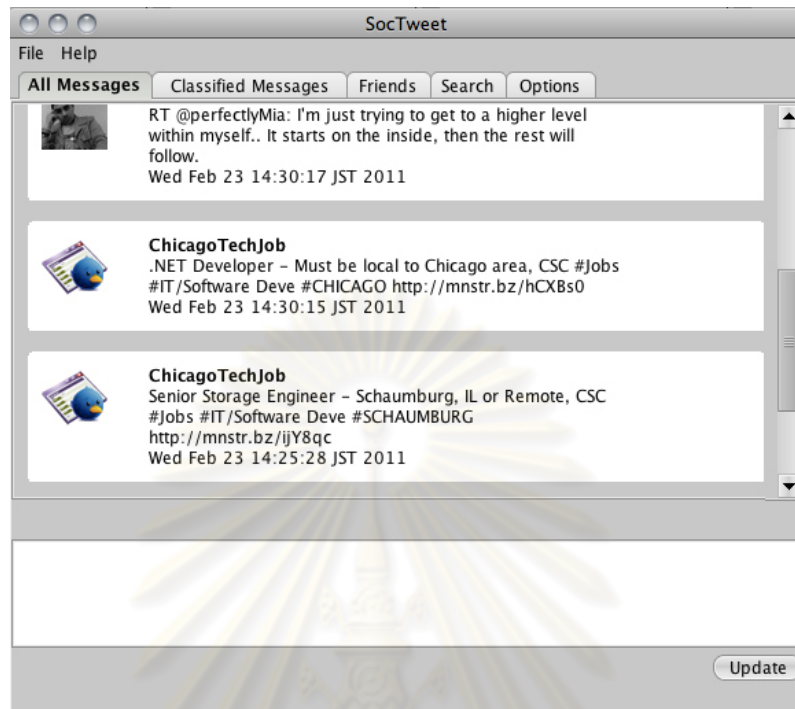 SocTweet
File Help
All Messages Classified Messages Friends Search Options
RT @perfectlyMia: I'm just trying to get to a higher level
within myself.. It starts on the inside, then the rest will
follow.
Wed Feb 23 14:30:17 JST 2011
ChicagoTechJob
.NET Developer – Must be local to Chicago area, CSC #Jobs
#IT/Software Deve #CHICAGO http://mnstr.bz/hCXBs0
Wed Feb 23 14:30:15 JST 2011
ChicagoTechJob
Senior Storage Engineer – Schaumburg, IL or Remote, CSC
#Jobs #IT/Software Deve #SCHAUMBURG
http://mnstr.bz/ijY8qc
Wed Feb 23 14:25:28 JST 2011
Update